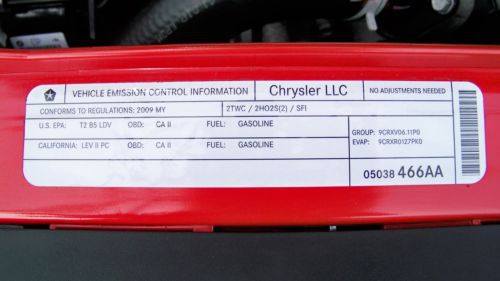 VEHICLE EMISSION CONTROL INFORMATION Chrysler LLC NO ADJUSTMENTS NEEDED
CONFORMS TO REGULATIONS: 2009 MY 2TWC / 2HO2S(2) / SFI
U.S. EPA: T2 B5 LDV OBD: CA II FUEL: GASOLINE
CALIFORNIA: LEV II PC OBD: CA II FUEL: GASOLINE
GROUP: 9CRXV06.11P0
EVAP: 9CRXR0127PK0
05038 466AA